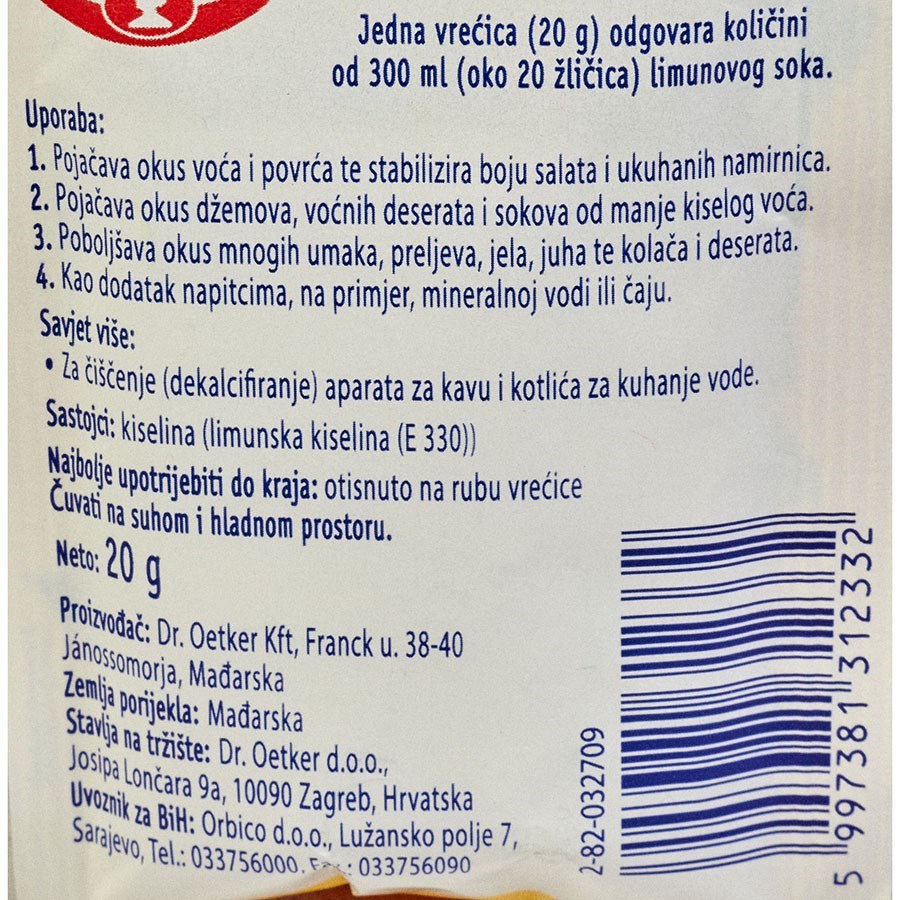 Jedna vrećica (20 g) odgovara količini
od 300 ml (oko 20 žličica) limunovog soka.
Uporaba:
1. Pojačava okus voća i povrća te stabilizira boju salata i ukuhanih namirnica.
2. Pojačava okus džemova, voćnih deserata i sokova od manje kiselog voća.
3. Poboljšava okus mnogih umaka, preljeva, jela, juha te kolača i deserata.
4. Kao dodatak napitcima, na primjer, mineralnoj vodi ili čaju.
Savjet više:
• Za čiščenje (dekalcifiranje) aparata za kavu i kotlića za kuhanje vode.
Sastojci: kiselina (limunska kiselina (E 330))
Najbolje upotrijebiti do kraja: otisnuto na rubu vrećice
Čuvati na suhom i hladnom prostoru.
Neto: 20 g
Proizvođač: Dr. Oetker Kft, Franck u. 38-40
Jánossomorja, Mađarska
Zemlja porijekla: Mađarska
Stavlja na tržište: Dr. Oetker d.o.o.,
Josipa Lončara 9a, 10090 Zagreb, Hrvatska
Uvoznik za BiH: Orbico d.o.o., Lužansko polje 7,
Sarajevo, Tel.: 033756000, : 033756090
2-82-032709
5 997381 312332